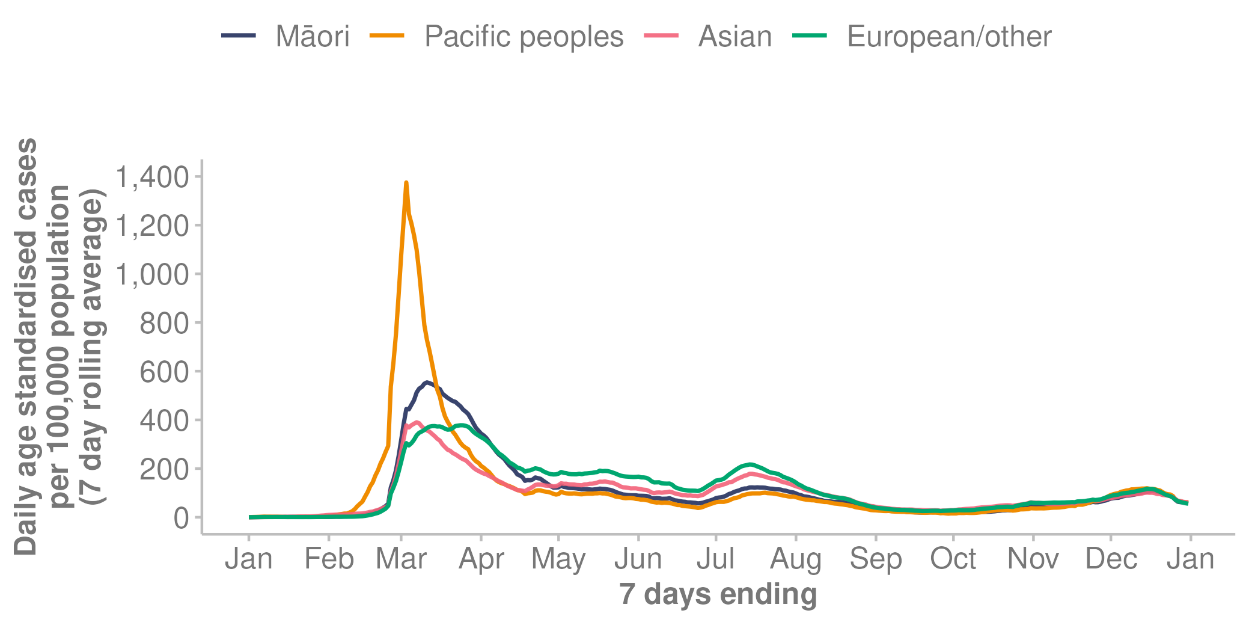 Māori Pacific peoples Asian European/other
Daily age standardised cases
per 100,000 population
(7 day rolling average)
1,400
1,200
1,000
800
600
400
200
0
Jan Feb Mar Apr May Jun Jul Aug Sep Oct Nov Dec Jan
7 days ending